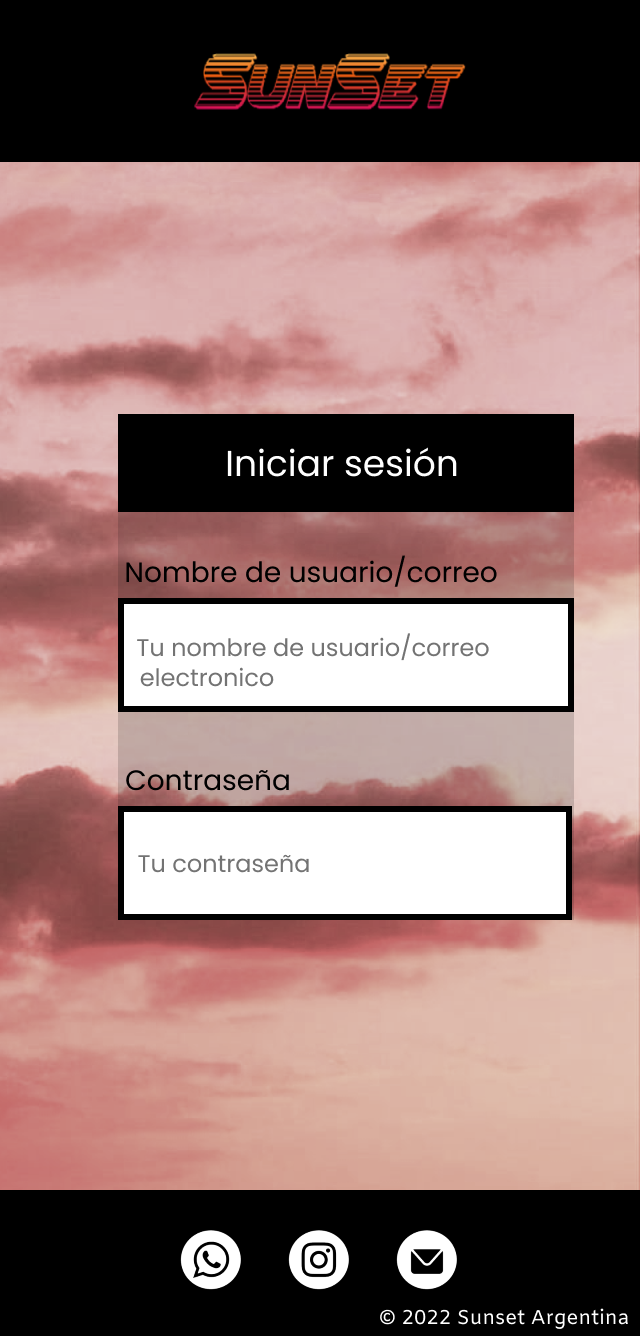 SUNSET
Iniciar sesión
Nombre de usuario/correo
Tu nombre de usuario/correo
electronico
Contraseña
Tu contraseña
© 2022 Sunset Argentina